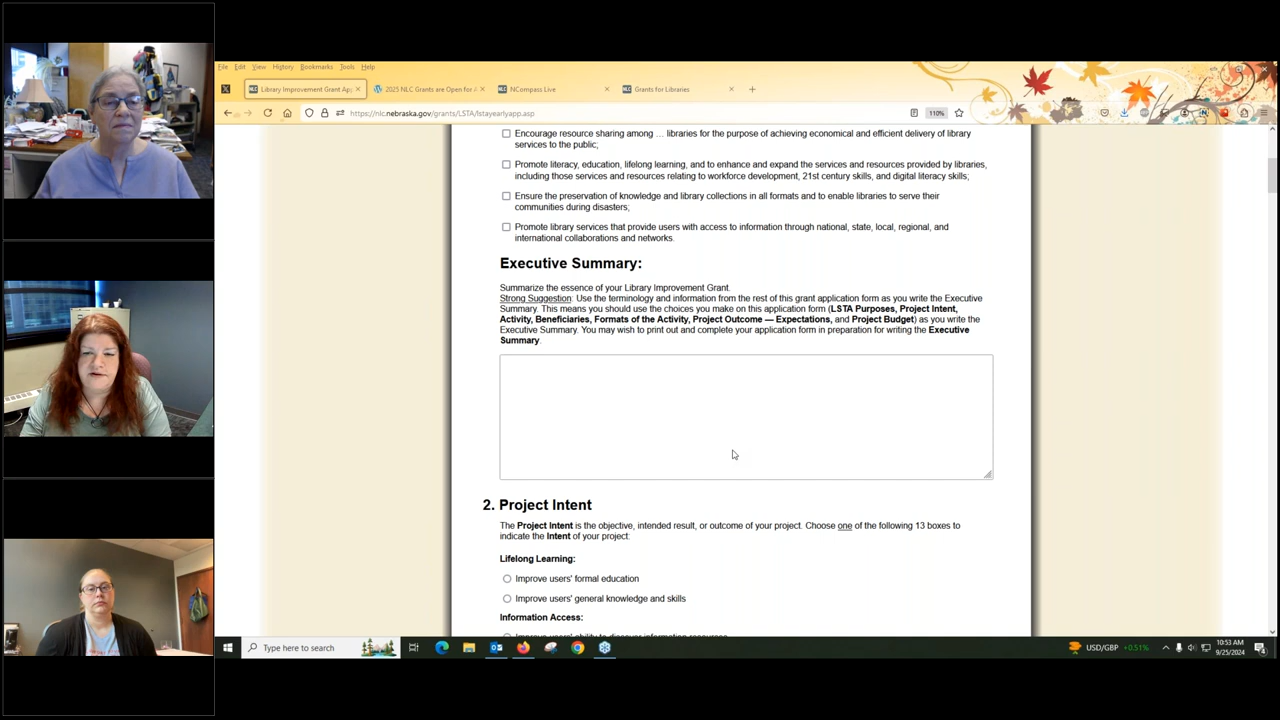 File Edit View History Bookmarks Tools Help
Library Improvement Grant App
2025 NLC Grants are Open for A
NCompass Live
Grants for Libraries
https://nlc.nebraska.gov/grants/LSTA/lstayearlyapp.asp
110%
Encourage resource sharing among … libraries for the purpose of achieving economical and efficient delivery of library
services to the public;
Promote literacy, education, lifelong learning, and to enhance and expand the services and resources provided by libraries,
including those services and resources relating to workforce development, 21st century skills, and digital literacy skills;
Ensure the preservation of knowledge and library collections in all formats and to enable libraries to serve their
communities during disasters;
Promote library services that provide users with access to information through national, state, local, regional, and
international collaborations and networks.
Executive Summary:
Summarize the essence of your Library Improvement Grant.
Strong Suggestion: Use the terminology and information from the rest of this grant application form as you write the Executive
Summary. This means you should use the choices you make on this application form (LSTA Purposes, Project Intent,
Activity, Beneficiaries, Formats of the Activity, Project Outcome — Expectations, and Project Budget) as you write the
Executive Summary. You may wish to print out and complete your application form in preparation for writing the Executive
Summary.
2. Project Intent
The Project Intent is the objective, intended result, or outcome of your project. Choose one of the following 13 boxes to
indicate the Intent of your project:
Lifelong Learning:
Improve users' formal education
Improve users' general knowledge and skills
Information Access:
Improve users' ability to discover information resources
Type here to search
USD/GBP +0.51%
10:53 AM
9/25/2024